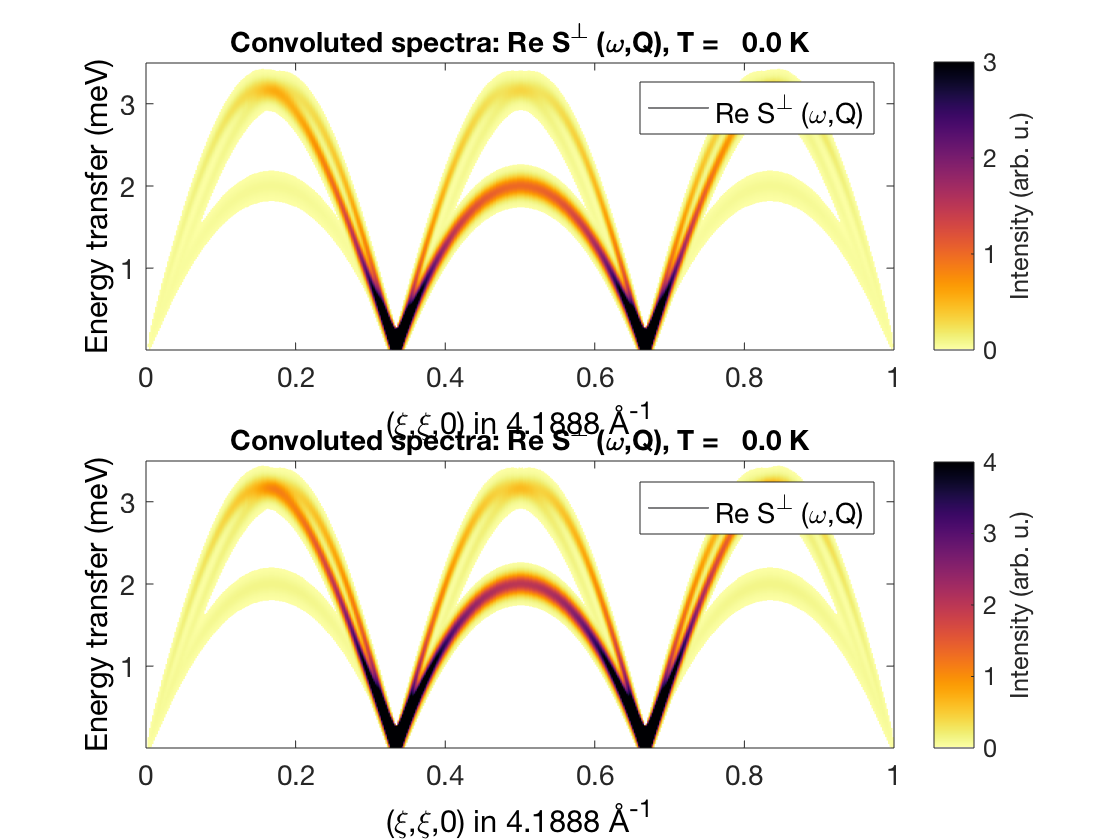 Convoluted spectra: Re S⊥ (ω,Q), T =   0.0 K
Energy transfer (meV)
3
2
1
Re S⊥ (ω,Q)
0
0.2
0.4
0.6
0.8
1
(ξ,ξ,0) in 4.1888 Å-1
3
2
1
0
Intensity (arb. u.)
Convoluted spectra: Re S⊥ (ω,Q), T =   0.0 K
Energy transfer (meV)
3
2
1
Re S⊥ (ω,Q)
0
0.2
0.4
0.6
0.8
1
(ξ,ξ,0) in 4.1888 Å-1
4
3
2
1
0
Intensity (arb. u.)